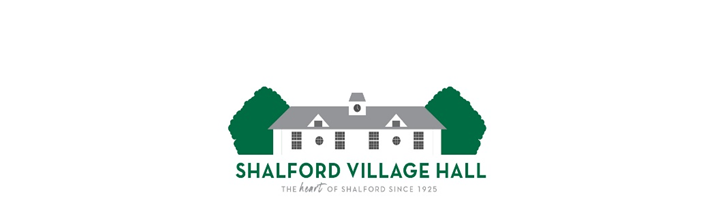 SHALFORD VILLAGE HALL
THE heart OF SHALFORD SINCE 1925